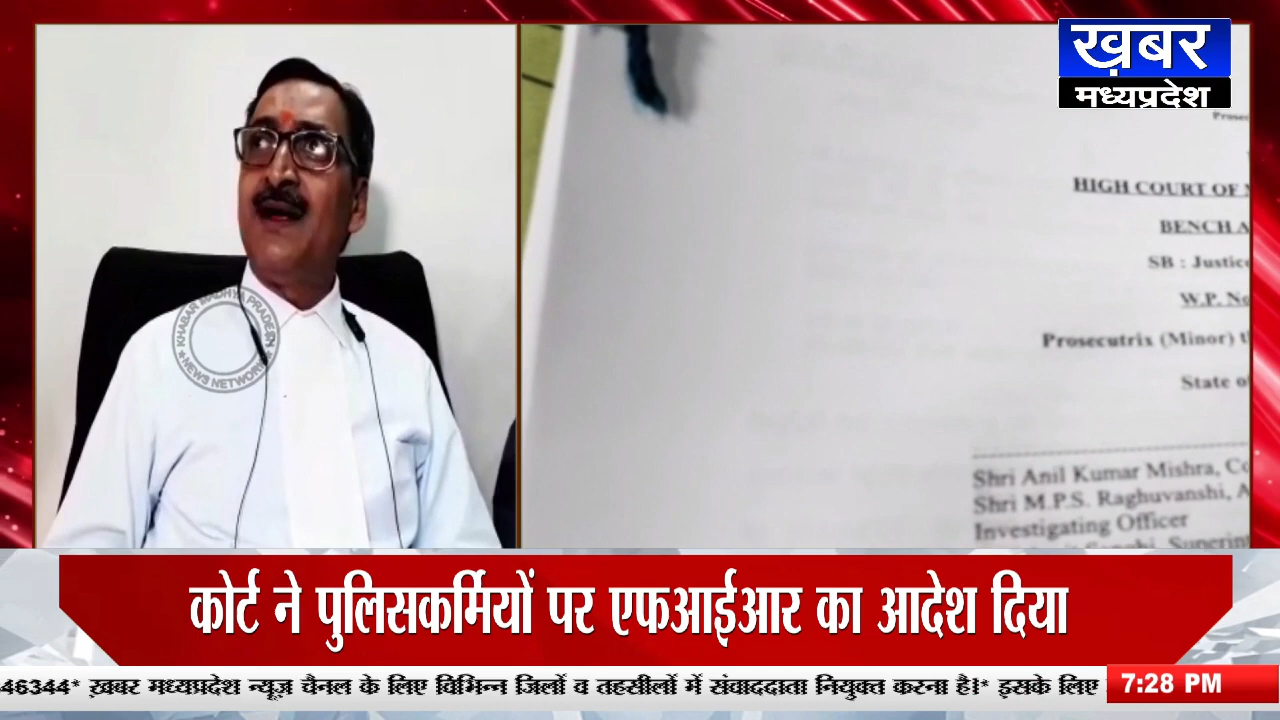 ख़बर
मध्यप्रदेश
HIGH COURT OF
BENCH
SB : Justice
W.P. No
Prosecutrix (Minor)
State
Shri Anil Kumar Mishra,
Shri M.P.S. Raghuvanshi,
Investigating Officer
KHABAR MADHYA PRADESH
NEWS NETWORK
कोर्ट ने पुलिसकर्मियों पर एफआईआर का आदेश दिया
46344* ख़बर मध्यप्रदेश न्यूज़ चैनल के लिए विभिन्न जिलों व तहसीलों में संवाददाता नियुक्त करना है।* इसके लिए
7:28 PM